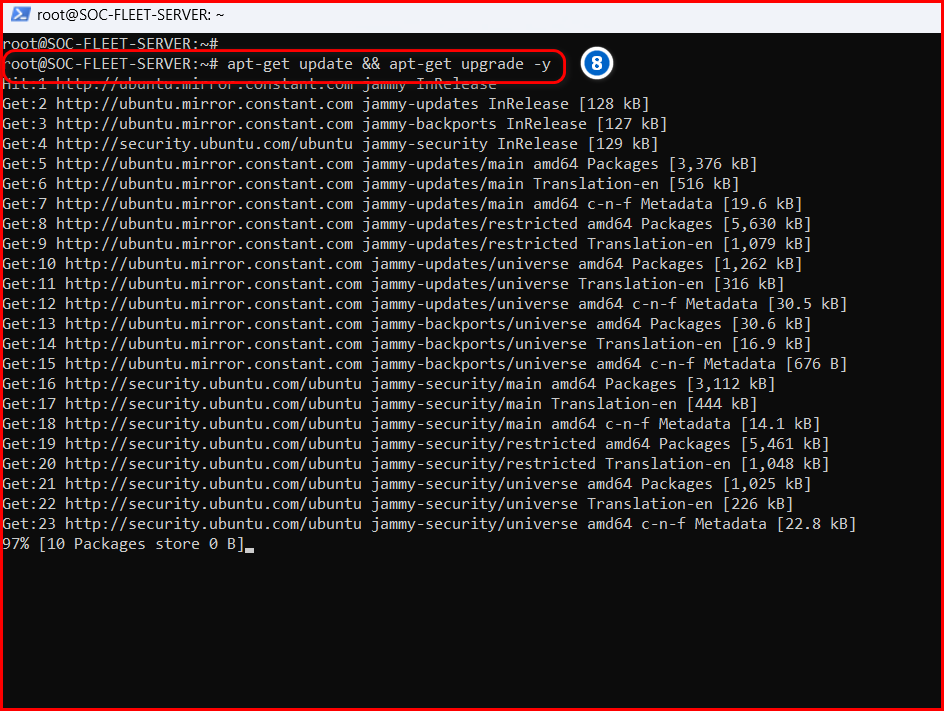 root@SOC-FLEET-SERVER: ~
root@SOC-FLEET-SERVER:~#
root@SOC-FLEET-SERVER:~# apt-get update && apt-get upgrade -y
8
Hit:1 http://ubuntu.mirror.constant.com jammy InRelease
Get:2 http://ubuntu.mirror.constant.com jammy-updates InRelease [128 kB]
Get:3 http://ubuntu.mirror.constant.com jammy-backports InRelease [127 kB]
Get:4 http://security.ubuntu.com/ubuntu jammy-security InRelease [129 kB]
Get:5 http://ubuntu.mirror.constant.com jammy-updates/main amd64 Packages [3,376 kB]
Get:6 http://ubuntu.mirror.constant.com jammy-updates/main Translation-en [516 kB]
Get:7 http://ubuntu.mirror.constant.com jammy-updates/main amd64 c-n-f Metadata [19.6 kB]
Get:8 http://ubuntu.mirror.constant.com jammy-updates/restricted amd64 Packages [5,630 kB]
Get:9 http://ubuntu.mirror.constant.com jammy-updates/restricted Translation-en [1,079 kB]
Get:10 http://ubuntu.mirror.constant.com jammy-updates/universe amd64 Packages [1,262 kB]
Get:11 http://ubuntu.mirror.constant.com jammy-updates/universe Translation-en [316 kB]
Get:12 http://ubuntu.mirror.constant.com jammy-updates/universe amd64 c-n-f Metadata [30.5 kB]
Get:13 http://ubuntu.mirror.constant.com jammy-backports/universe amd64 Packages [30.6 kB]
Get:14 http://ubuntu.mirror.constant.com jammy-backports/universe Translation-en [16.9 kB]
Get:15 http://ubuntu.mirror.constant.com jammy-backports/universe amd64 c-n-f Metadata [676 B]
Get:16 http://security.ubuntu.com/ubuntu jammy-security/main amd64 Packages [3,112 kB]
Get:17 http://security.ubuntu.com/ubuntu jammy-security/main Translation-en [444 kB]
Get:18 http://security.ubuntu.com/ubuntu jammy-security/main amd64 c-n-f Metadata [14.1 kB]
Get:19 http://security.ubuntu.com/ubuntu jammy-security/restricted amd64 Packages [5,461 kB]
Get:20 http://security.ubuntu.com/ubuntu jammy-security/restricted Translation-en [1,048 kB]
Get:21 http://security.ubuntu.com/ubuntu jammy-security/universe amd64 Packages [1,025 kB]
Get:22 http://security.ubuntu.com/ubuntu jammy-security/universe Translation-en [226 kB]
Get:23 http://security.ubuntu.com/ubuntu jammy-security/universe amd64 c-n-f Metadata [22.8 kB]
97% [10 Packages store 0 B]